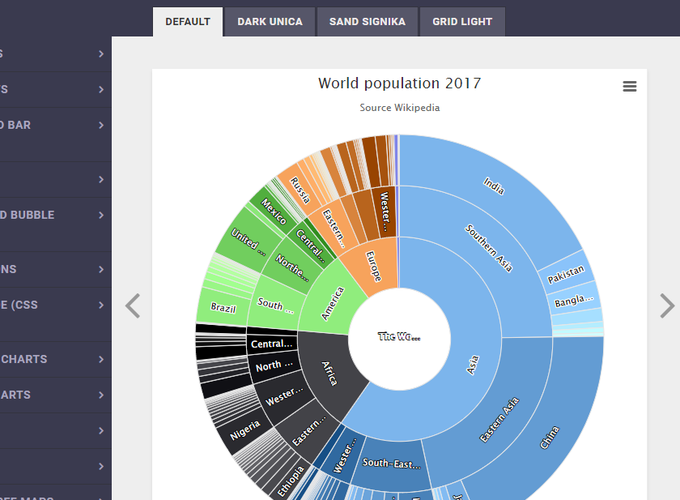 DEFAULT
DARK UNICA
SAND SIGNIKA
GRID LIGHT
S
S
D BAR
D BUBBLE
NS
E (CSS
CHARTS
ARTS
World population 2017
Source Wikipedia
India
Southern Asia
Pakistan
Bangla...
Asia
Eastern Asia
China
South-East...
Wester...
Africa
Eastern...
Ethiopia
Wester...
Nigeria
North ...
Central...
America
South ...
Brazil
Northe...
United ...
Central...
Mexico
Europe
Eastern...
Russia
Wester...
The Wo...